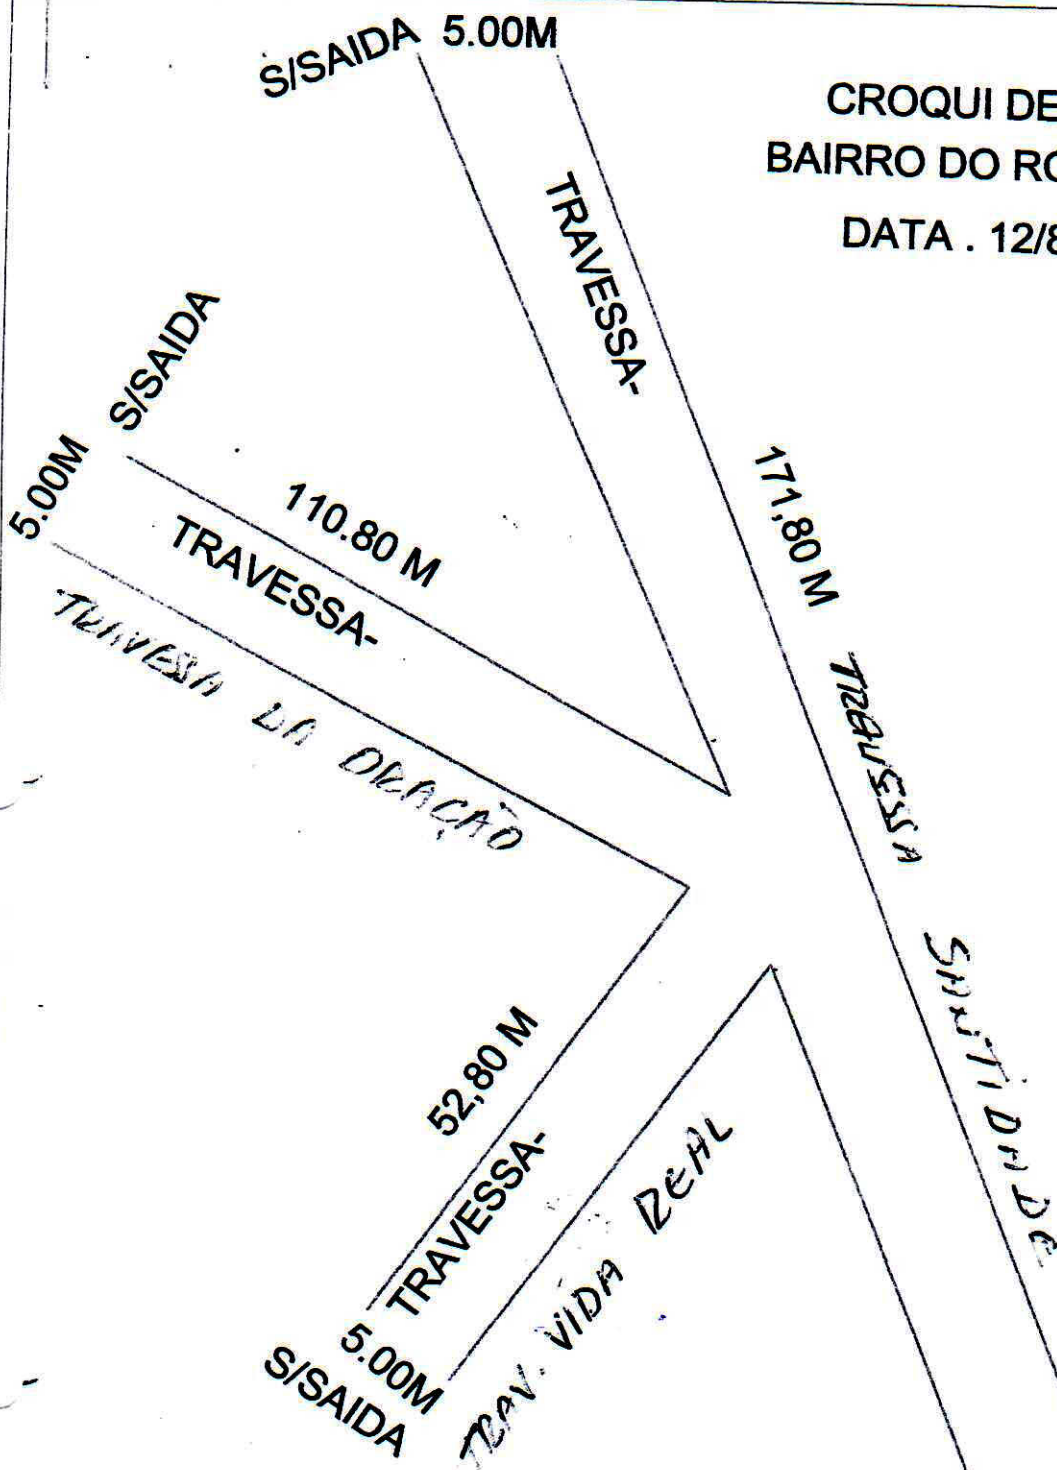 S/SAIDA 5.00M
CROQUI DE
BAIRRO DO RO
DATA . 12/8
TRAVESSA-
S/SAIDA
5.00M
110.80 M
TRAVESSA-
TRAVESSA DA ORAÇÃO
171,80 M
TRAVESSA SANTIDADE
52,80 M
TRAVESSA-
TRAV. VIDA REAL
5.00M
S/SAIDA